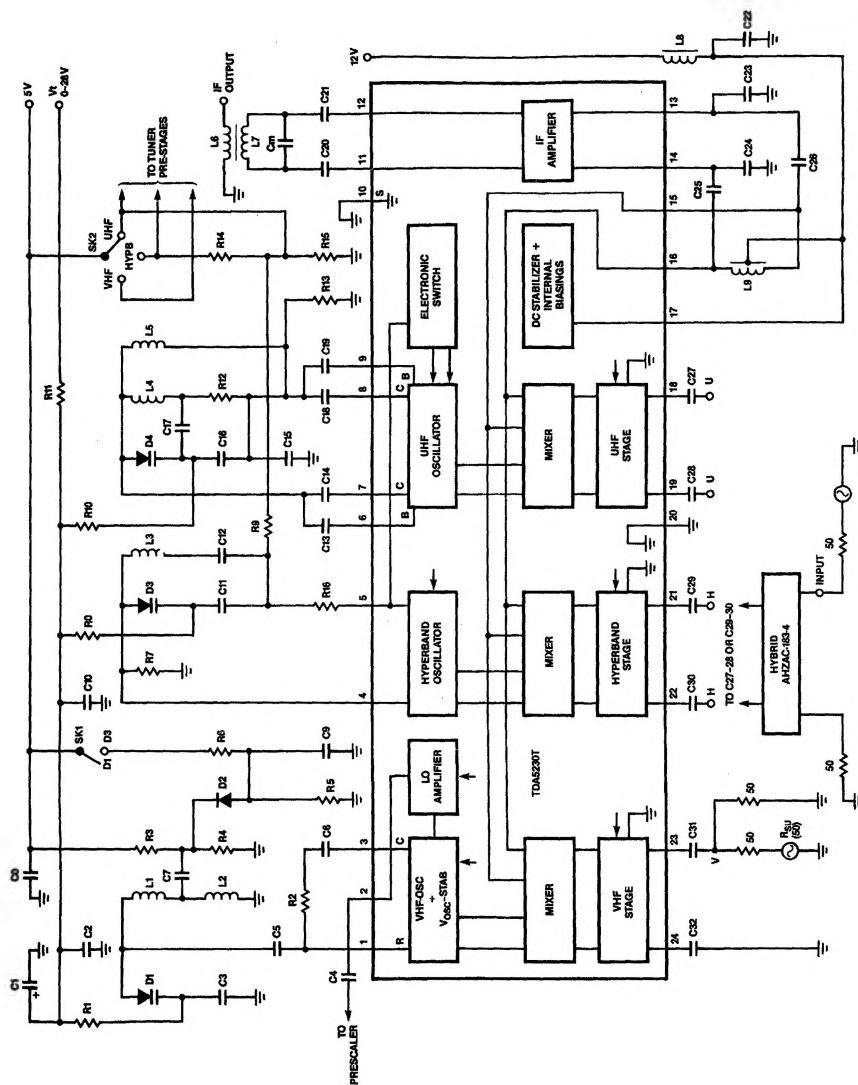 5V
Vt
0–28V
C1
+
C2
R1
D1
C3
L1
L2
C7
R3
R4
C5
R2
C6
C4
TO
PRESCALER
SK1
D1
D3
D2
R6
R5
C9
C10
R7
D3
L3
C11
C12
R9
R16
R10
R11
D4
L4
L5
C17
C16
C15
R12
C13
C14
C18
C19
R13
R14
R15
SK2
UHF
HYPB
VHF
TO TUNER
PRE-STAGES
IF
OUTPUT
L6
L7
Cm
C20
C21
12V
L8
C22
1
2
3
4
5
6
7
8
9
10
11
12
R
C
B
C
C
B
S
VHF-OSC
+
VOSC–STAB
LO
AMPLIFIER
HYPERBAND
OSCILLATOR
UHF
OSCILLATOR
ELECTRONIC
SWITCH
IF
AMPLIFIER
TDA5230T
DC STABILIZER +
INTERNAL
BIASINGS
MIXER
MIXER
MIXER
VHF
STAGE
HYPERBAND
STAGE
UHF
STAGE
24
23
22
21
20
19
18
17
16
15
14
13
C32
C31
C30
C29
C28
C27
C25
C24
C26
C23
L9
V
H
H
U
U
50
50
RSU
(50)
TO C27-28 OR C29-30
HYBRID
AHZAC-183-4
INPUT
50
50